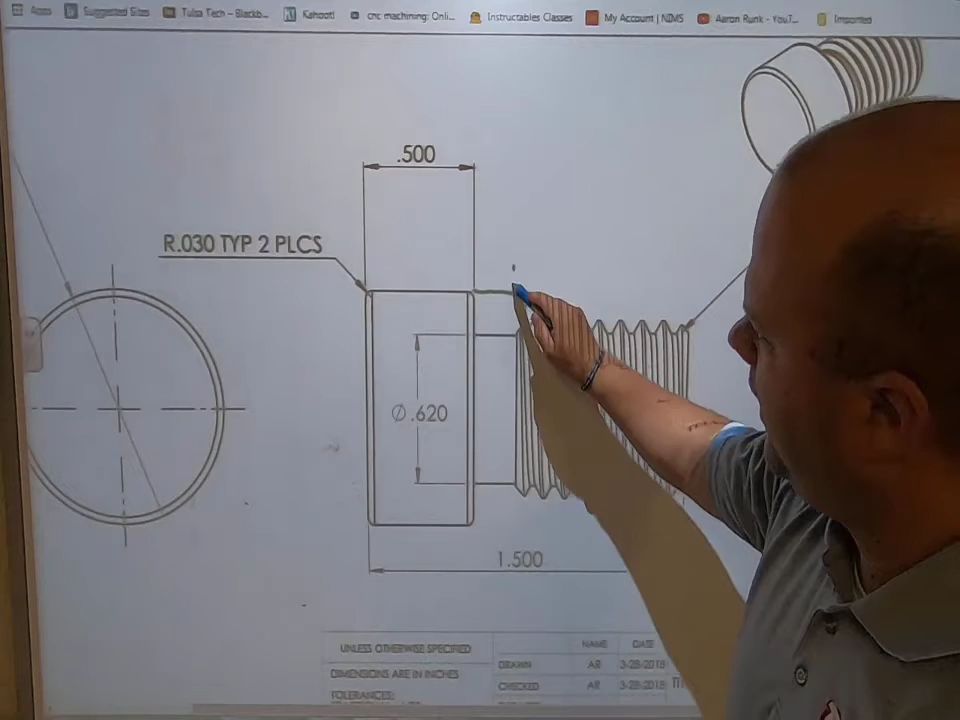 Apps Suggested Sites Tulsa Tech - Blackb... Kahoot! cnc machining: Onli... Instructables Classes My Account | NIMS Aaron Runk - YouT... Imported
.500
R.030 TYP 2 PLCS
Ø .620
1.500
UNLESS OTHERWISE SPECIFIED
NAME DATE
DIMENSIONS ARE IN INCHES
DRAWN AR 3-28-2018
TOLERANCES:
CHECKED AR 3-28-2018